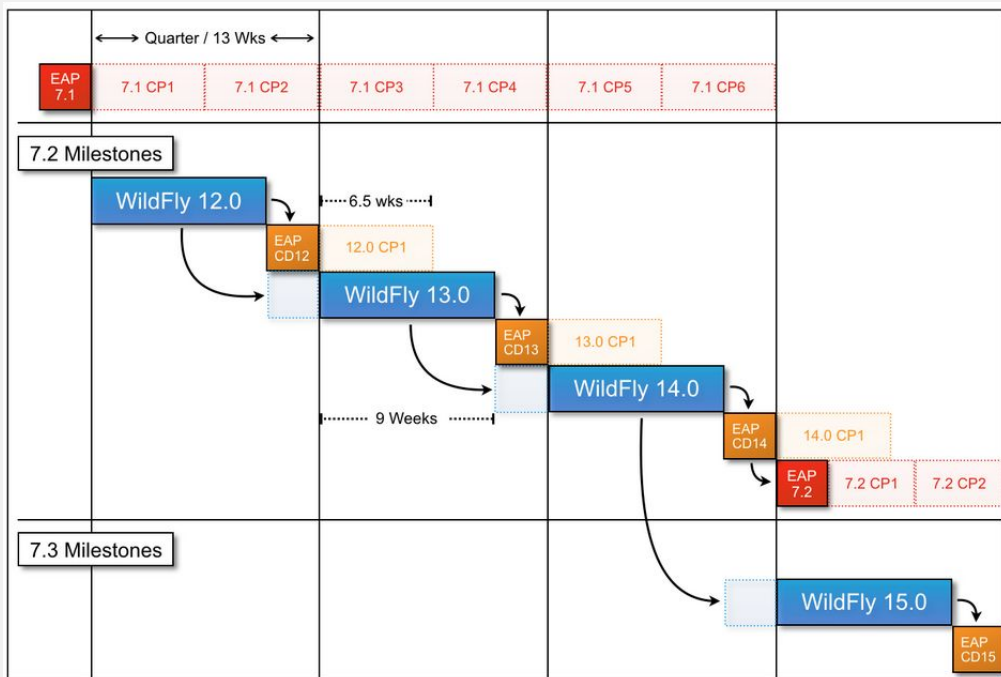 Quarter / 13 Wks
EAP
7.1
7.1 CP1
7.1 CP2
7.1 CP3
7.1 CP4
7.1 CP5
7.1 CP6
7.2 Milestones
WildFly 12.0
6.5 wks
EAP
CD12
12.0 CP1
WildFly 13.0
EAP
CD13
13.0 CP1
WildFly 14.0
9 Weeks
EAP
CD14
14.0 CP1
EAP
7.2
7.2 CP1
7.2 CP2
7.3 Milestones
WildFly 15.0
EAP
CD15